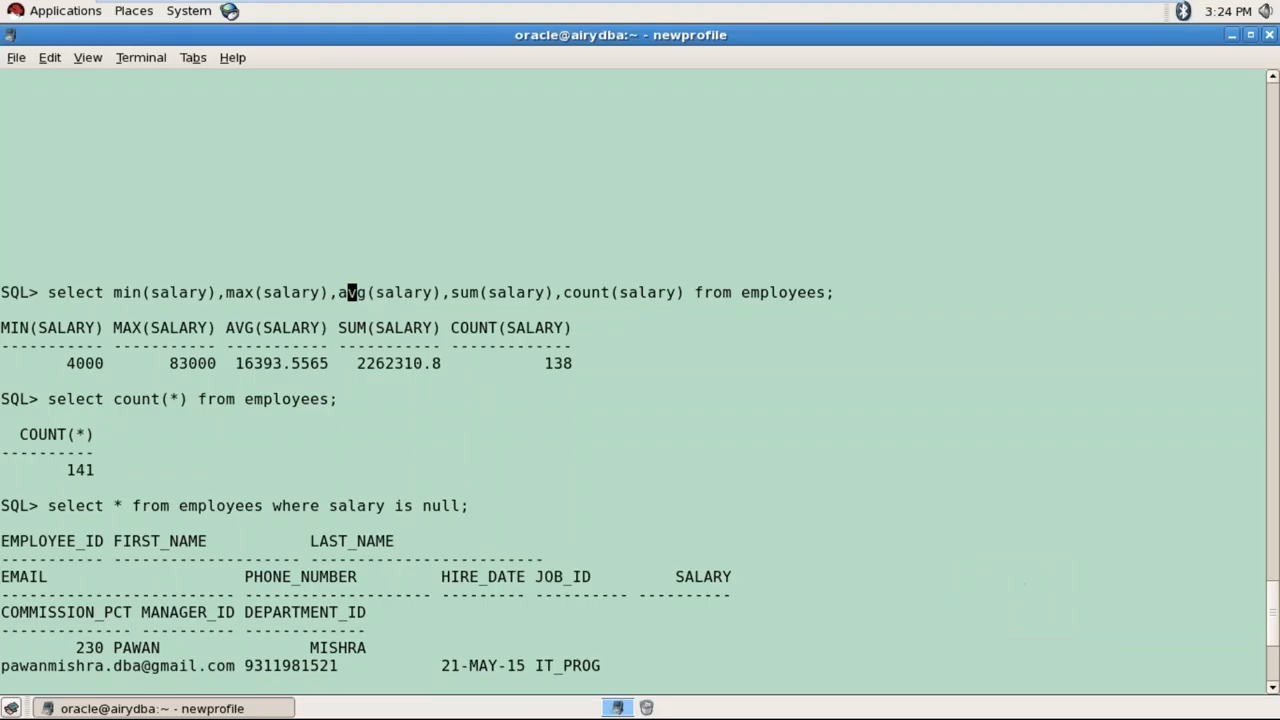 Applications Places System 3:24 PM
oracle@airydba:~ - newprofile
File Edit View Terminal Tabs Help
SQL> select min(salary),max(salary),avg(salary),sum(salary),count(salary) from employees;
MIN(SALARY) MAX(SALARY) AVG(SALARY) SUM(SALARY) COUNT(SALARY)
----------- ----------- ----------- ----------- -------------
       4000       83000  16393.5565   2262310.8           138
SQL> select count(*) from employees;
  COUNT(*)
----------
       141
SQL> select * from employees where salary is null;
EMPLOYEE_ID FIRST_NAME           LAST_NAME
----------- -------------------- -------------------------
EMAIL                     PHONE_NUMBER         HIRE_DATE JOB_ID         SALARY
------------------------- -------------------- --------- ---------- ----------
COMMISSION_PCT MANAGER_ID DEPARTMENT_ID
-------------- ---------- -------------
        230 PAWAN                MISHRA
pawanmishra.dba@gmail.com 9311981521           21-MAY-15 IT_PROG
oracle@airydba:~ - newprofile